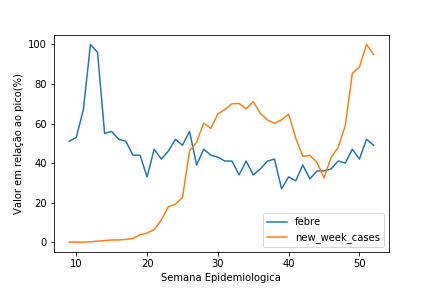 Valor em relação ao pico(%)
100
80
60
40
20
0
10
20
30
40
50
Semana Epidemiologica
febre
new_week_cases